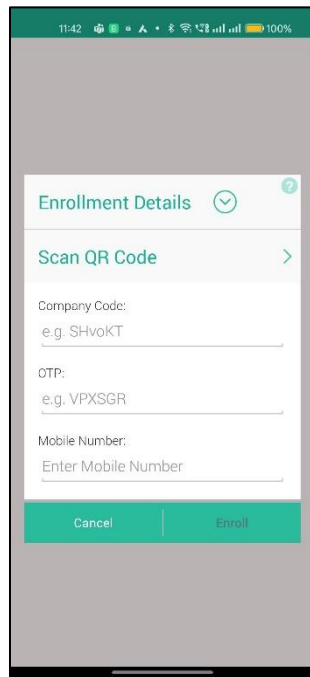 11:42 100%
?
Enrollment Details
Scan QR Code
Company Code:
e.g. SHvoKT
OTP:
e.g. VPXSGR
Mobile Number:
Enter Mobile Number
Cancel Enroll